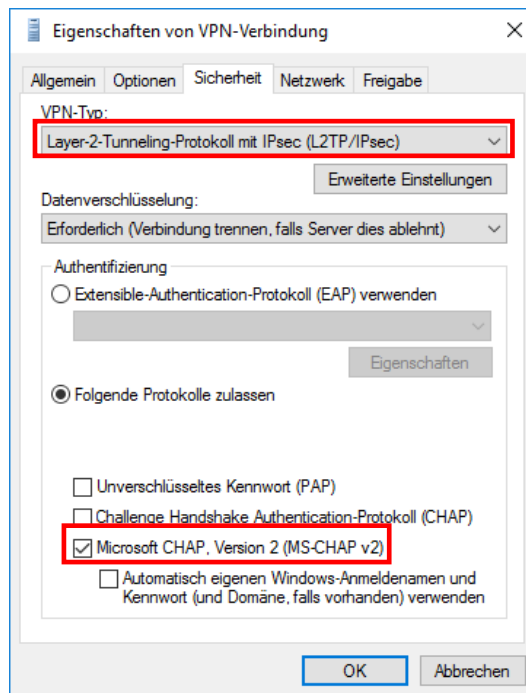 Eigenschaften von VPN-Verbindung
Allgemein Optionen Sicherheit Netzwerk Freigabe
VPN-Typ:
Layer-2-Tunneling-Protokoll mit IPsec (L2TP/IPsec)
Erweiterte Einstellungen
Datenverschlüsselung:
Erforderlich (Verbindung trennen, falls Server dies ablehnt)
Authentifizierung
Extensible-Authentication-Protokoll (EAP) verwenden
Eigenschaften
Folgende Protokolle zulassen
Unverschlüsseltes Kennwort (PAP)
Challenge Handshake Authentication-Protokoll (CHAP)
Microsoft CHAP, Version 2 (MS-CHAP v2)
Automatisch eigenen Windows-Anmeldenamen und
Kennwort (und Domäne, falls vorhanden) verwenden
OK Abbrechen